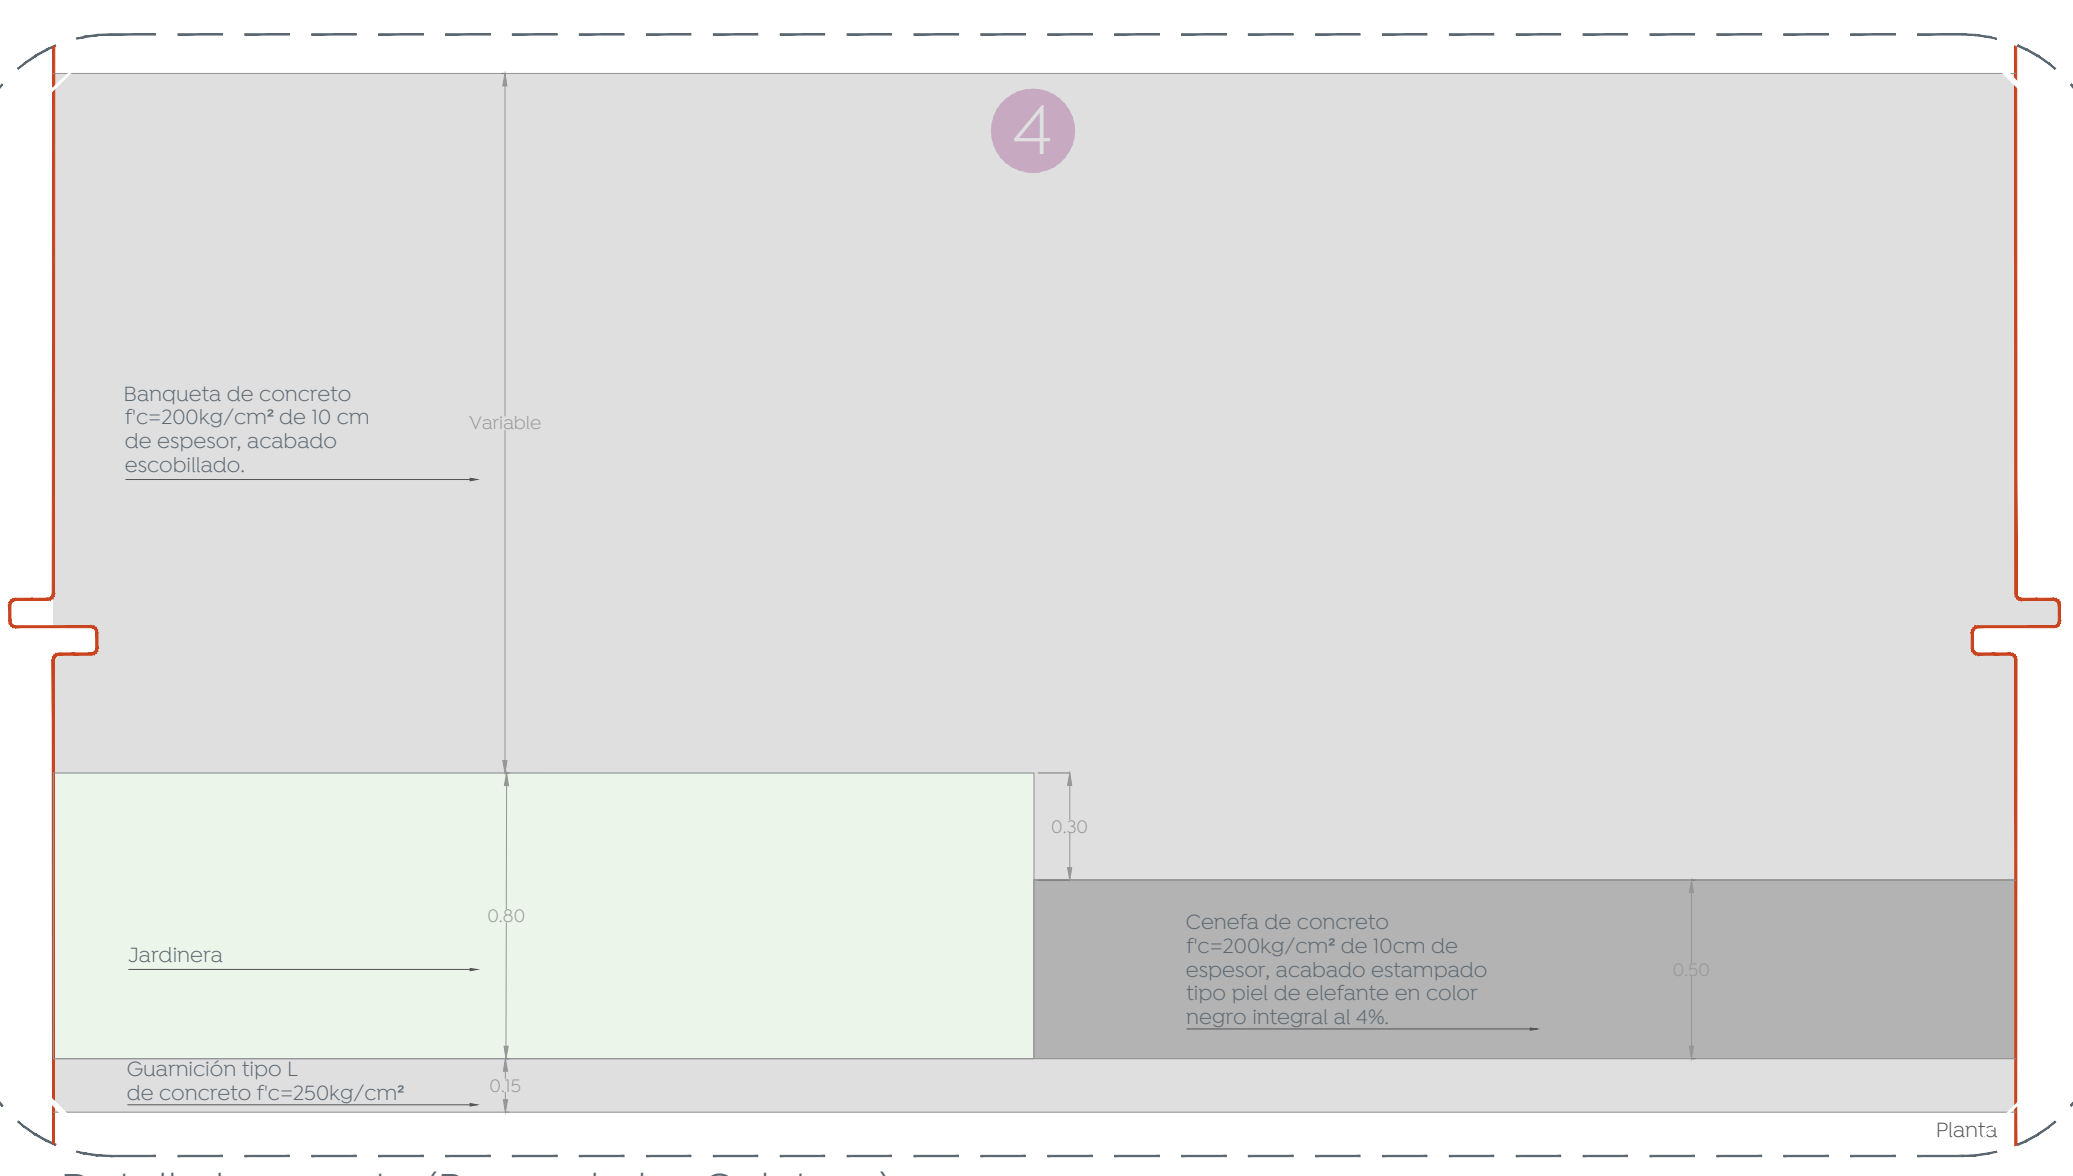 4
Banqueta de concreto
f'c=200kg/cm² de 10 cm
de espesor, acabado
escobillado.
Variable
0.30
0.80
Jardinera
Cenefa de concreto
f'c=200kg/cm² de 10cm de
espesor, acabado estampado
tipo piel de elefante en color
negro integral al 4%.
0.50
Guarnición tipo L
de concreto f'c=250kg/cm²
0.15
Planta